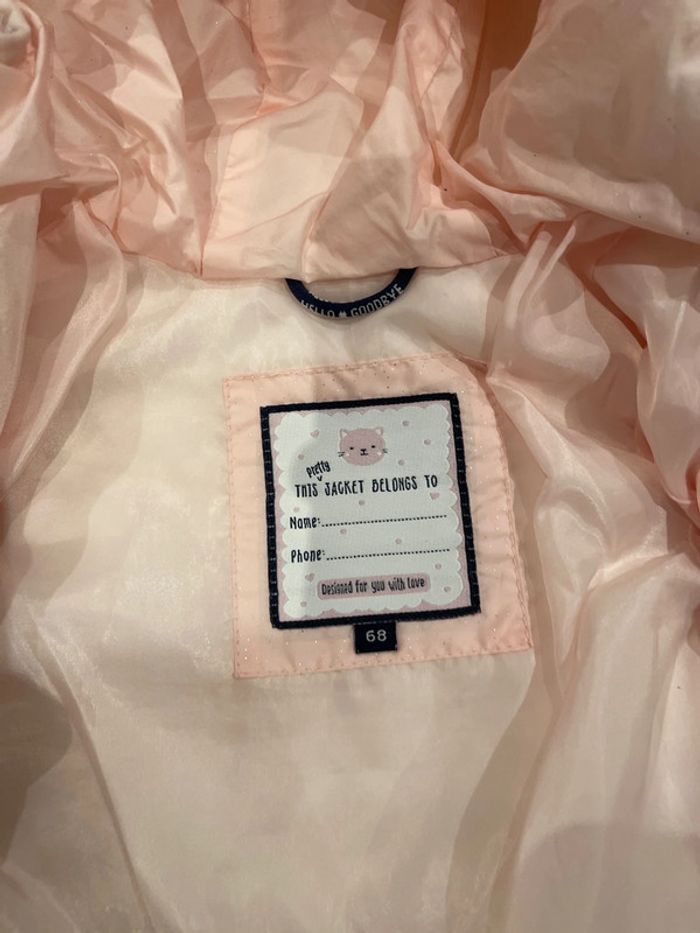 HELLO GOODBYE
pretty
THIS JACKET BELONGS TO
Name:
Phone:
Designed for you with love
68